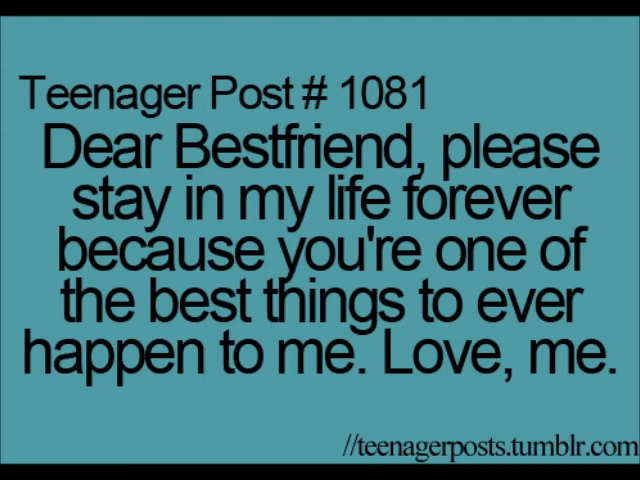 Teenager Post # 1081
Dear Bestfriend, please
stay in my life forever
because you're one of
the best things to ever
happen to me. Love, me.
//teenagerposts.tumblr.com